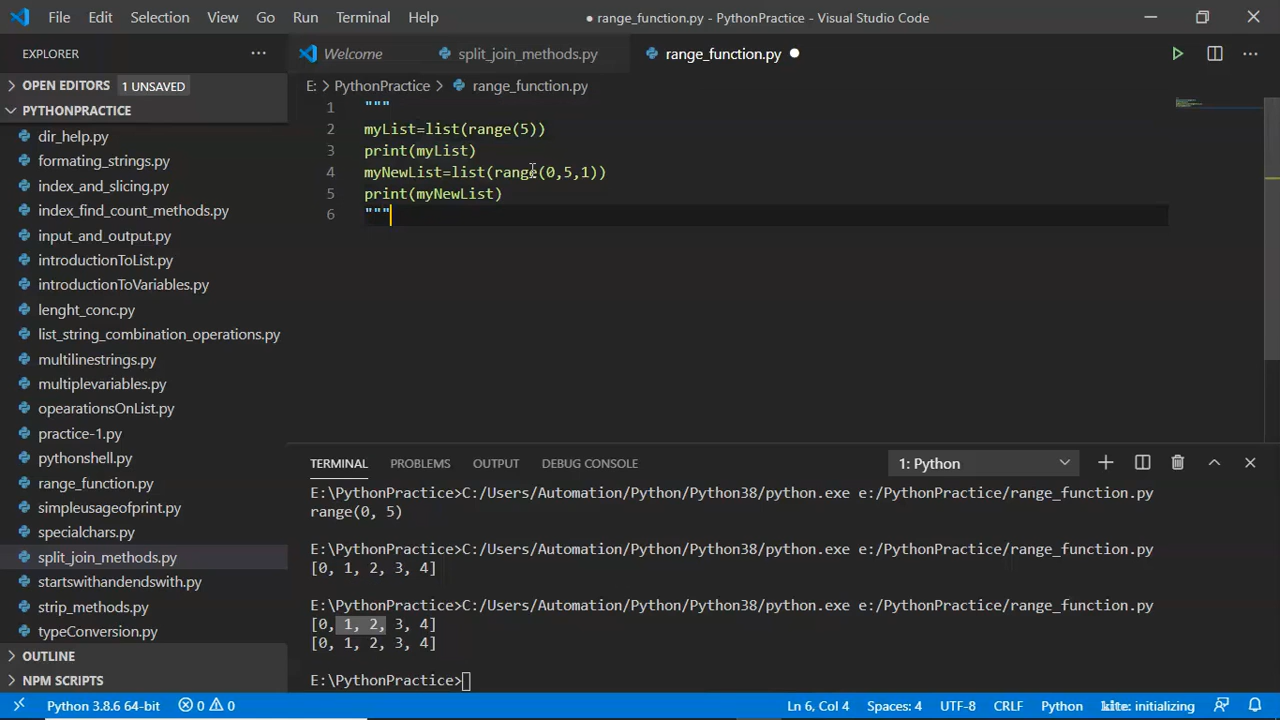 File Edit Selection View Go Run Terminal Help
● range_function.py - PythonPractice - Visual Studio Code
EXPLORER
Welcome
split_join_methods.py
range_function.py ●
OPEN EDITORS 1 UNSAVED
PYTHONPRACTICE
dir_help.py
formating_strings.py
index_and_slicing.py
index_find_count_methods.py
input_and_output.py
introductionToList.py
introductionToVariables.py
lenght_conc.py
list_string_combination_operations.py
multilinestrings.py
multiplevariables.py
opearationsOnList.py
practice-1.py
pythonshell.py
range_function.py
simpleusageofprint.py
specialchars.py
split_join_methods.py
startswithandendswith.py
strip_methods.py
typeConversion.py
OUTLINE
NPM SCRIPTS
E: > PythonPractice > range_function.py
1 """
2 myList=list(range(5))
3 print(myList)
4 myNewList=list(range(0,5,1))
5 print(myNewList)
6 """
TERMINAL PROBLEMS OUTPUT DEBUG CONSOLE
1: Python
E:\PythonPractice>C:/Users/Automation/Python/Python38/python.exe e:/PythonPractice/range_function.py
range(0, 5)
E:\PythonPractice>C:/Users/Automation/Python/Python38/python.exe e:/PythonPractice/range_function.py
[0, 1, 2, 3, 4]
E:\PythonPractice>C:/Users/Automation/Python/Python38/python.exe e:/PythonPractice/range_function.py
[0, 1, 2, 3, 4]
[0, 1, 2, 3, 4]
E:\PythonPractice>
Python 3.8.6 64-bit
0
0
Ln 6, Col 4
Spaces: 4
UTF-8
CRLF
Python
kite: initializing